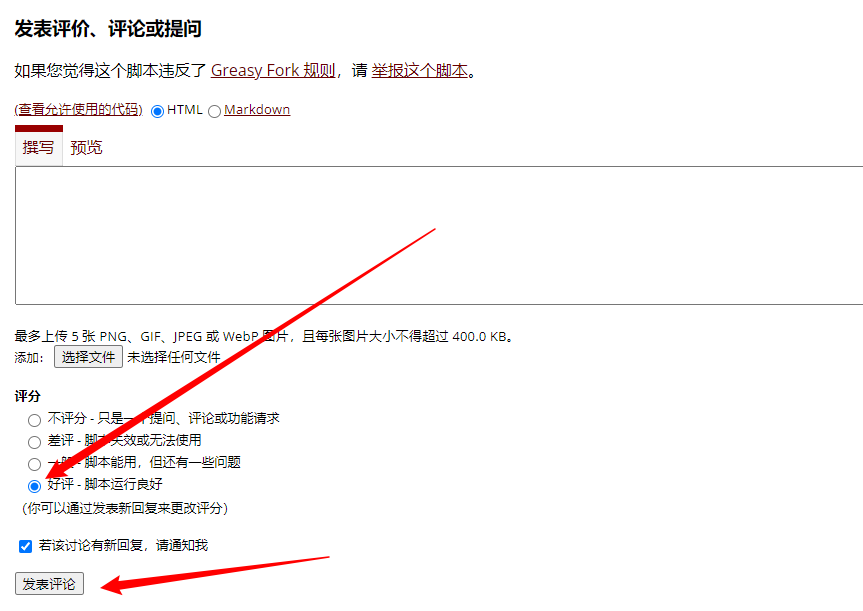 发表评价、评论或提问
如果您觉得这个脚本违反了 Greasy Fork 规则，请 举报这个脚本。
(查看允许使用的代码) HTML Markdown
撰写 预览
最多上传 5 张 PNG、GIF、JPEG 或 WebP 图片，且每张图片大小不得超过 400.0 KB。
添加: 选择文件 未选择任何文件
评分
不评分 - 只是一个提问、评论或功能请求
差评 - 脚本失效或无法使用
一般 - 脚本能用，但还有一些问题
好评 - 脚本运行良好
(你可以通过发表新回复来更改评分)
若该讨论有新回复，请通知我
发表评论